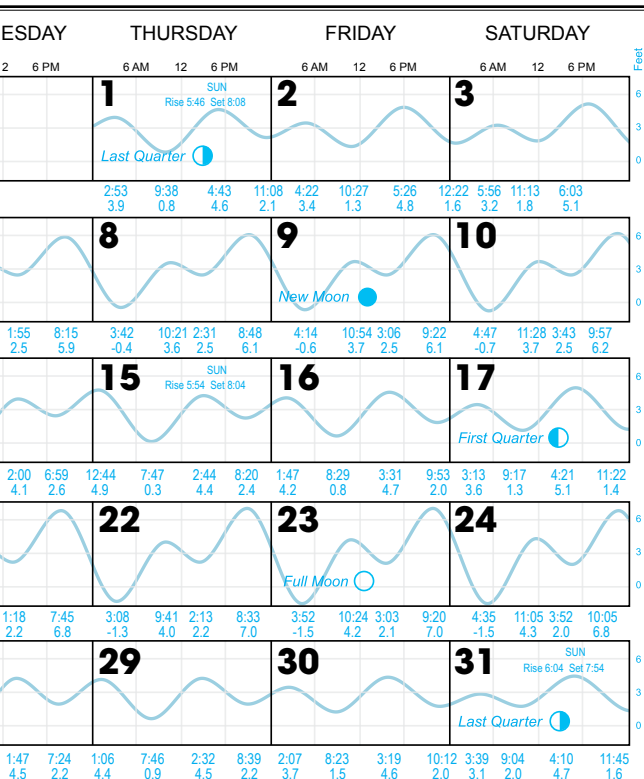 ESDAY THURSDAY FRIDAY SATURDAY
2 6 PM 6 AM 12 6 PM 6 AM 12 6 PM 6 AM 12 6 PM Feet
1 SUN 2 3 6
Rise 5:46 Set 8:08
3
Last Quarter 0
2:53 9:38 4:43 11:08 4:22 10:27 5:26 12:22 5:56 11:13 6:03
3.9 0.8 4.6 2.1 3.4 1.3 4.8 1.6 3.2 1.8 5.1
8 9 10 6
3
New Moon 0
1:55 8:15 3:42 10:21 2:31 8:48 4:14 10:54 3:06 9:22 4:47 11:28 3:43 9:57
2.5 5.9 -0.4 3.6 2.5 6.1 -0.6 3.7 2.5 6.1 -0.7 3.7 2.5 6.2
15 SUN 16 17 6
Rise 5:54 Set 8:04
3
First Quarter 0
2:00 6:59 12:44 7:47 2:44 8:20 1:47 8:29 3:31 9:53 3:13 9:17 4:21 11:22
4.1 2.6 4.9 0.3 4.4 2.4 4.2 0.8 4.7 2.0 3.6 1.3 5.1 1.4
22 23 24 6
3
Full Moon 0
1:18 7:45 3:08 9:41 2:13 8:33 3:52 10:24 3:03 9:20 4:35 11:05 3:52 10:05
2.2 6.8 -1.3 4.0 2.2 7.0 -1.5 4.2 2.1 7.0 -1.5 4.3 2.0 6.8
29 30 31 SUN 6
Rise 6:04 Set 7:54
3
Last Quarter 0
1:47 7:24 1:06 7:46 2:32 8:39 2:07 8:23 3:19 10:12 3:39 9:04 4:10 11:45
4.5 2.2 4.4 0.9 4.5 2.2 3.7 1.5 4.6 2.0 3.1 2.0 4.7 1.6